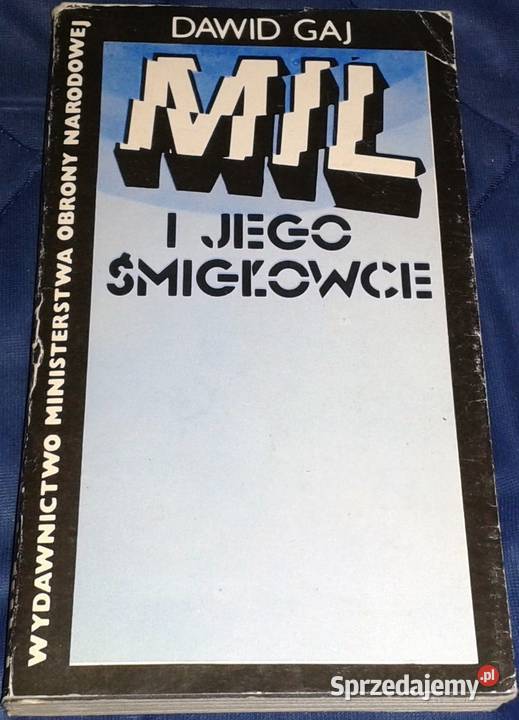 DAWID GAJ
MIL
I JEGO
ŚMIGŁOWCE
WYDAWNICTWO MINISTERSTWA OBRONY NARODOWEJ
Sprzedajemy.pl